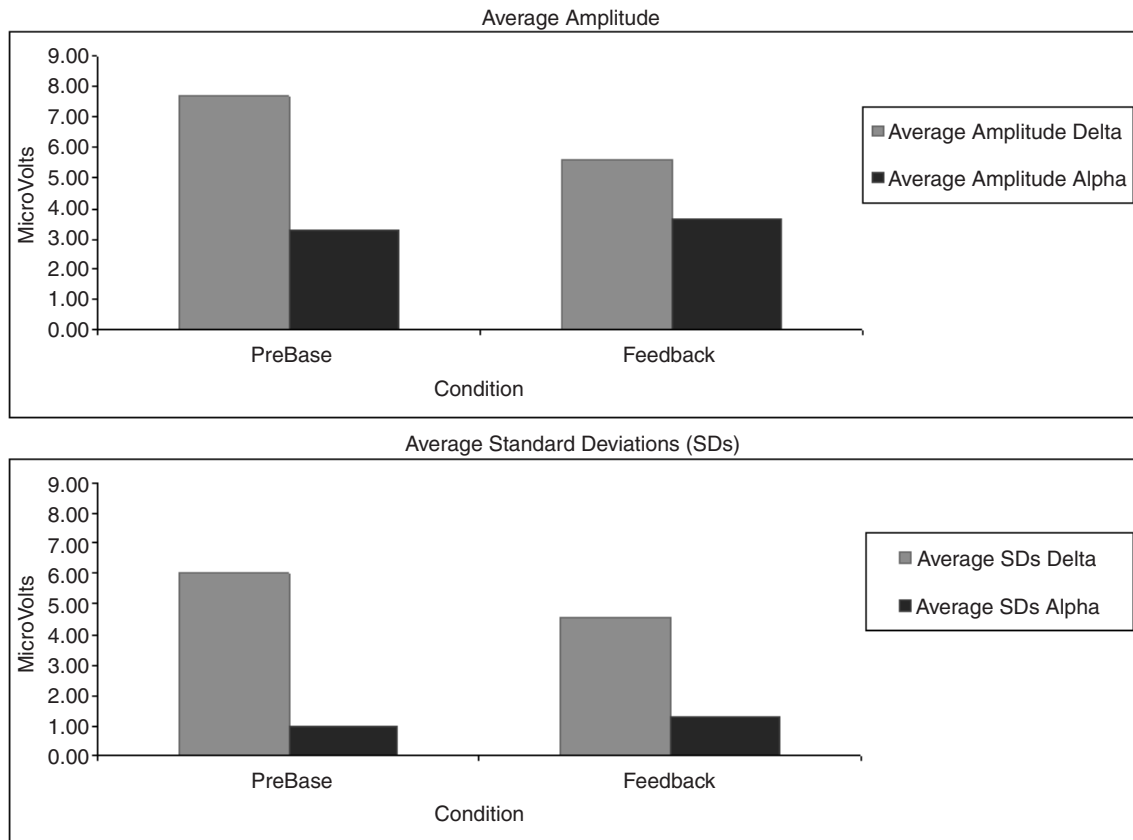 Average Amplitude
9.00
8.00
7.00
6.00
5.00
4.00
3.00
2.00
1.00
0.00
MicroVolts
PreBase
Feedback
Condition
Average Amplitude Delta
Average Amplitude Alpha
Average Standard Deviations (SDs)
9.00
8.00
7.00
6.00
5.00
4.00
3.00
2.00
1.00
0.00
MicroVolts
PreBase
Feedback
Condition
Average SDs Delta
Average SDs Alpha